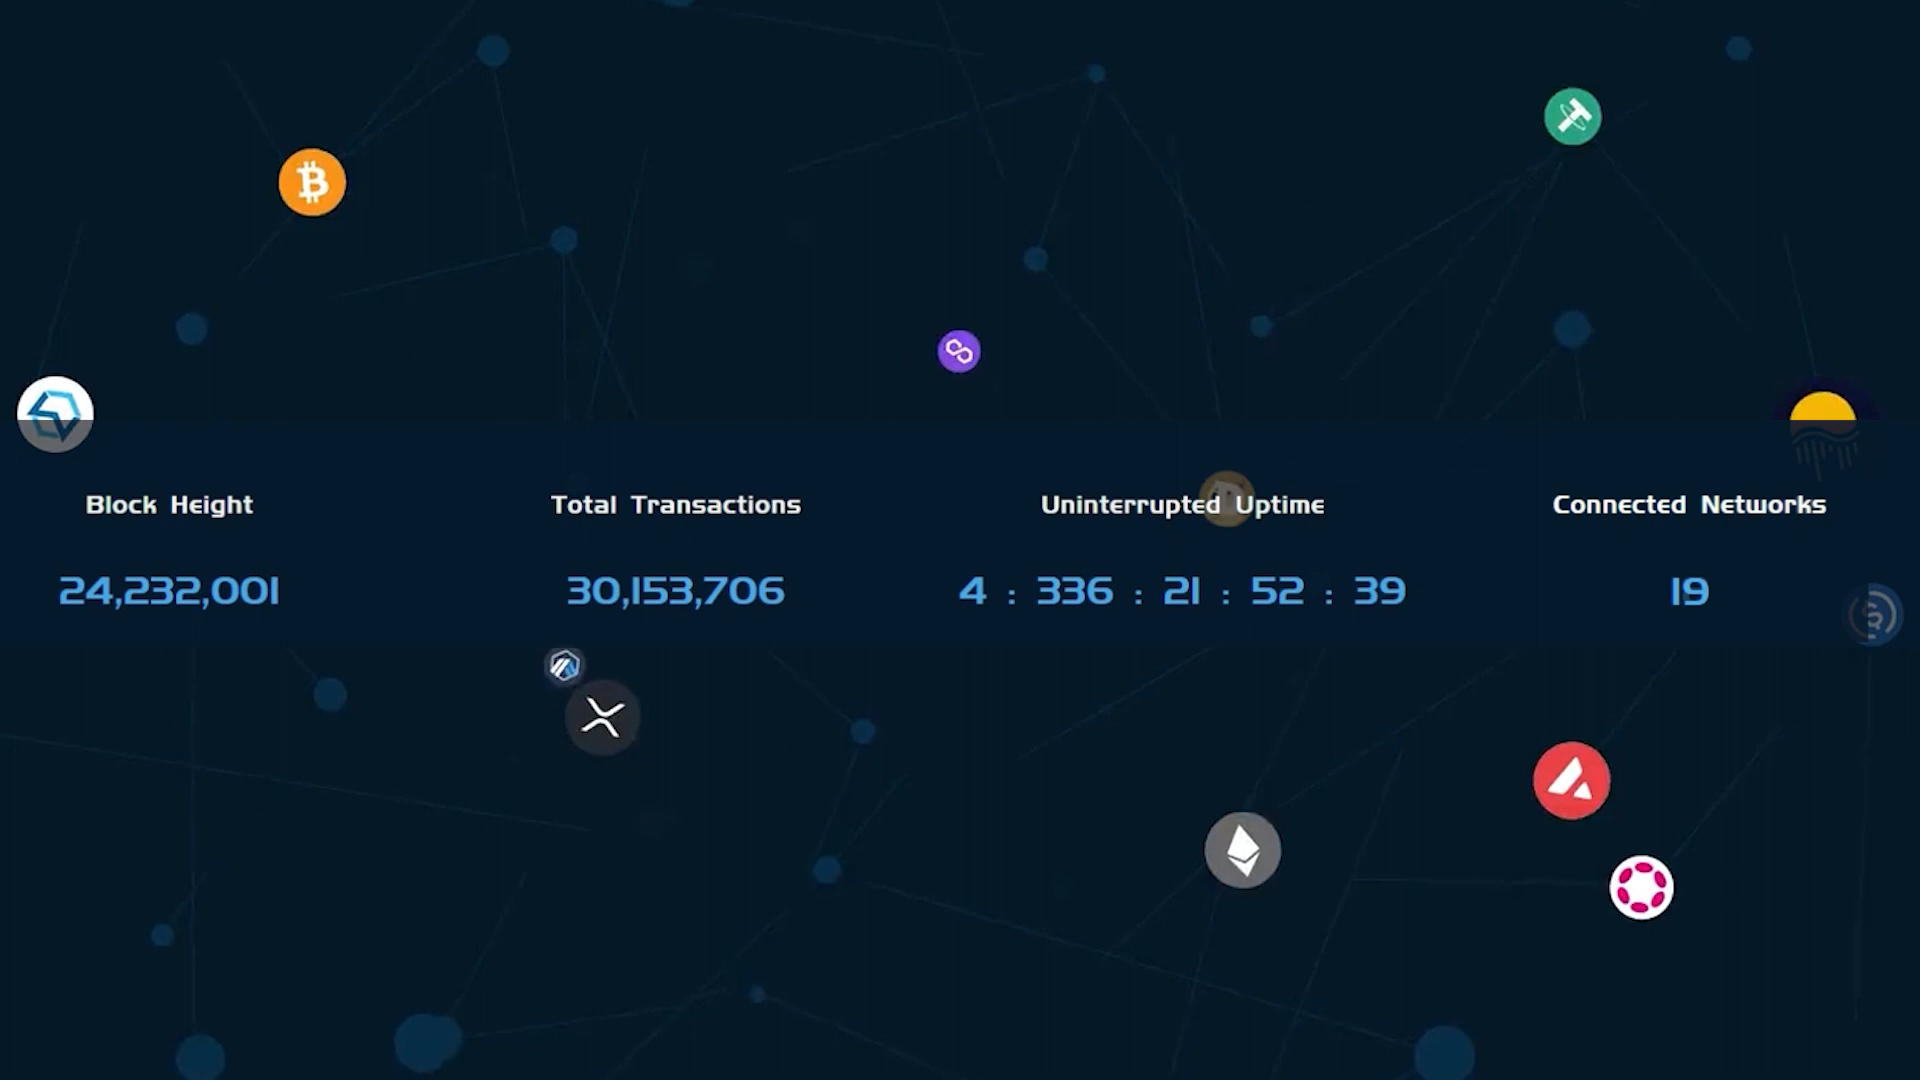 Block Height Total Transactions Uninterrupted Uptime Connected Networks
24,232,001 30,153,706 4 : 336 : 21 : 52 : 39 19